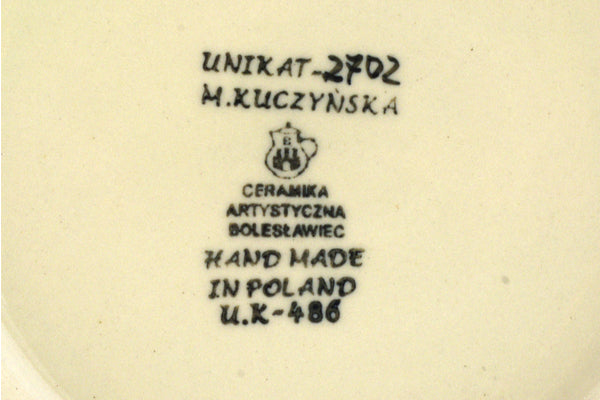 UNIKAT-2702
M.KUCZYŃSKA
B
CERAMIKA
ARTYSTYCZNA
BOLESŁAWIEC
HAND MADE
IN POLAND
U.K-486